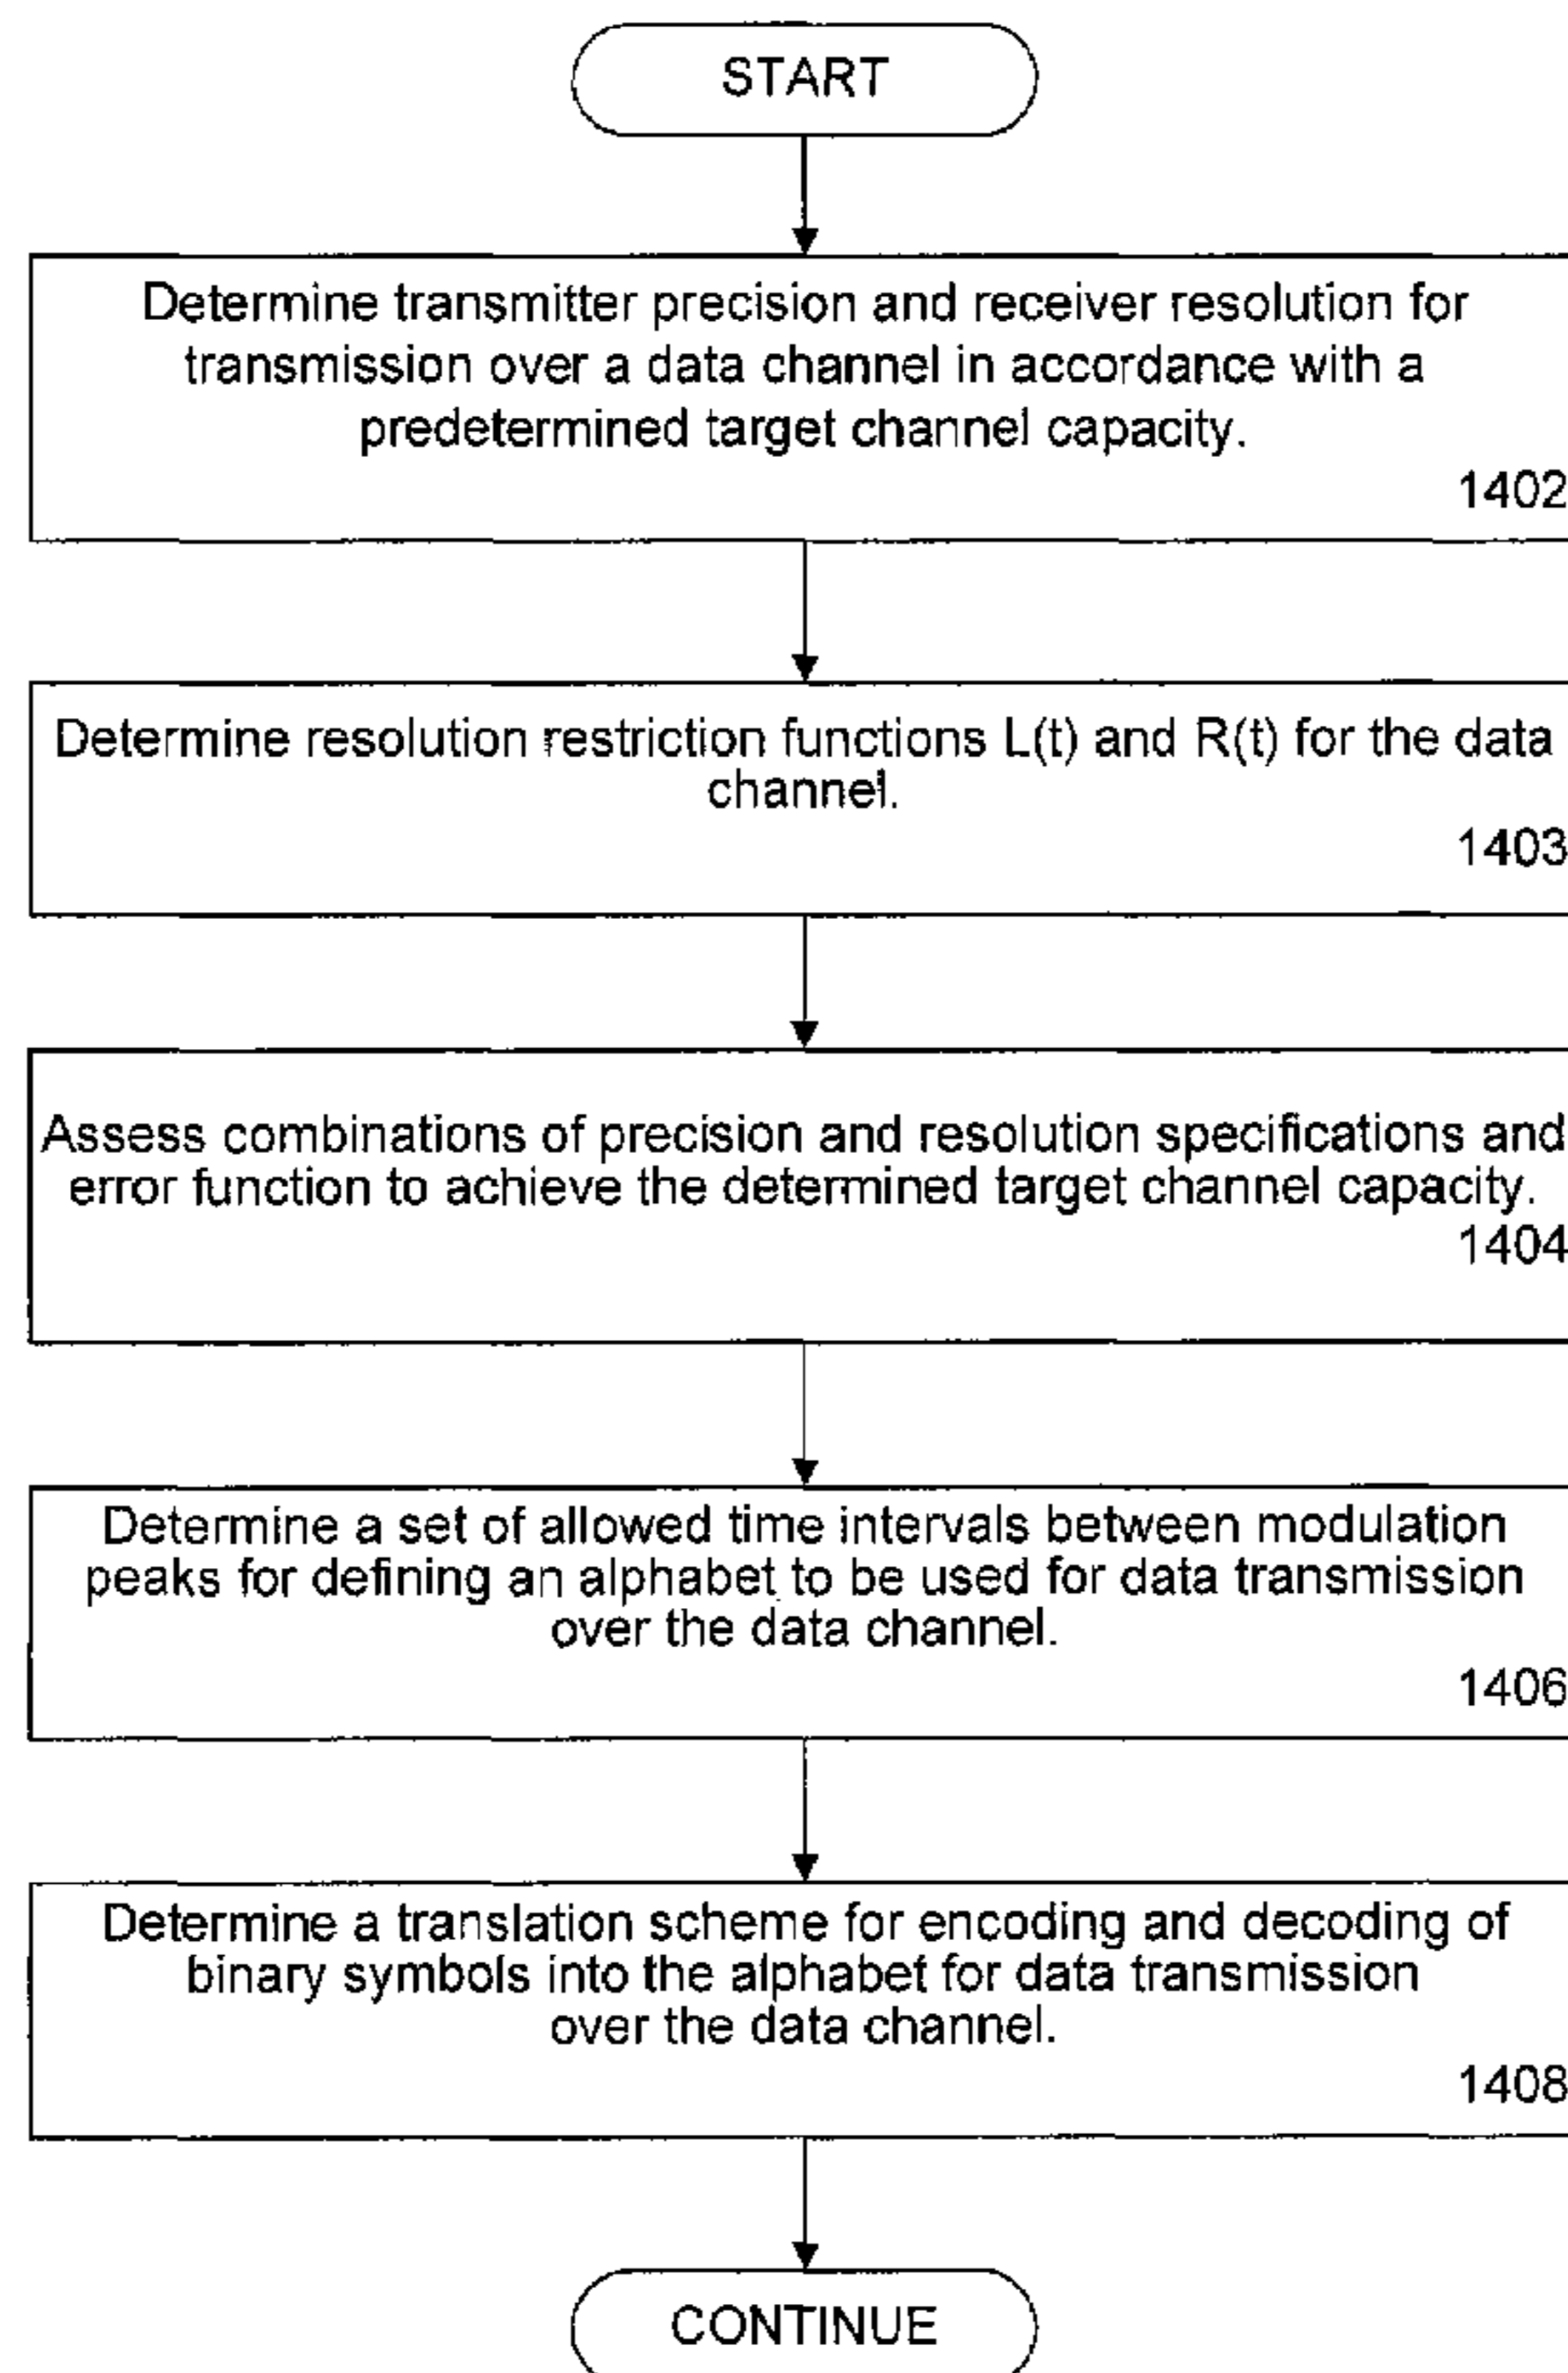 START
Determine transmitter precision and receiver resolution for
transmission over a data channel in accordance with a
predetermined target channel capacity.
1402
Determine resolution restriction functions L(t) and R(t) for the data
channel.
1403
Assess combinations of precision and resolution specifications and
error function to achieve the determined target channel capacity.
1404
Determine a set of allowed time intervals between modulation
peaks for defining an alphabet to be used for data transmission
over the data channel.
1406
Determine a translation scheme for encoding and decoding of
binary symbols into the alphabet for data transmission
over the data channel.
1408
CONTINUE